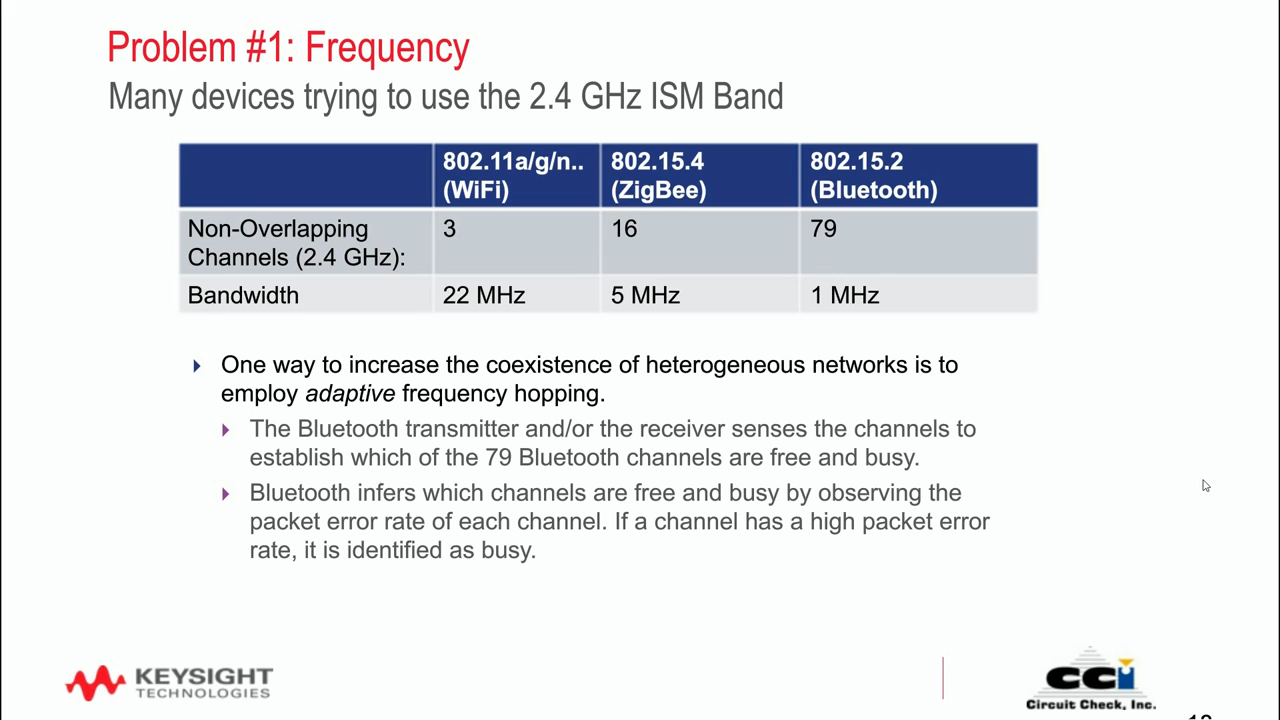 Problem #1: Frequency
Many devices trying to use the 2.4 GHz ISM Band
802.11a/g/n.. 802.15.4 802.15.2
(WiFi) (ZigBee) (Bluetooth)
Non-Overlapping 3 16 79
Channels (2.4 GHz):
Bandwidth 22 MHz 5 MHz 1 MHz
One way to increase the coexistence of heterogeneous networks is to
employ adaptive frequency hopping.
The Bluetooth transmitter and/or the receiver senses the channels to
establish which of the 79 Bluetooth channels are free and busy.
Bluetooth infers which channels are free and busy by observing the
packet error rate of each channel. If a channel has a high packet error
rate, it is identified as busy.
KEYSIGHT
TECHNOLOGIES
CCi
Circuit Check, Inc.